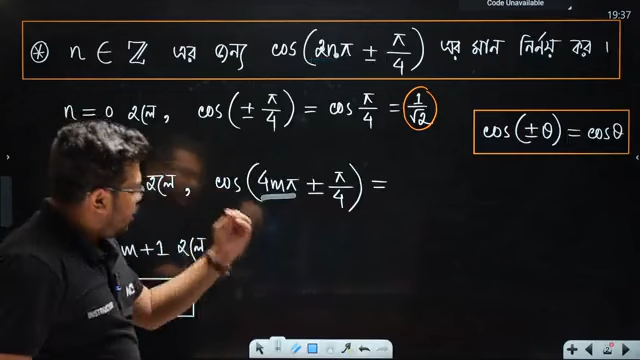 Code Unavailable
19:37
* n ∈ ℤ এর জন্য cos(2nπ ± π/4) এর মান নির্ণয় কর ।
n = 0 হলে, cos(± π/4) = cos π/4 = 1/√2
cos(±θ) = cosθ
হলে, cos(4mπ ± π/4) =
m + 1 হলে
INSTRUCTOR